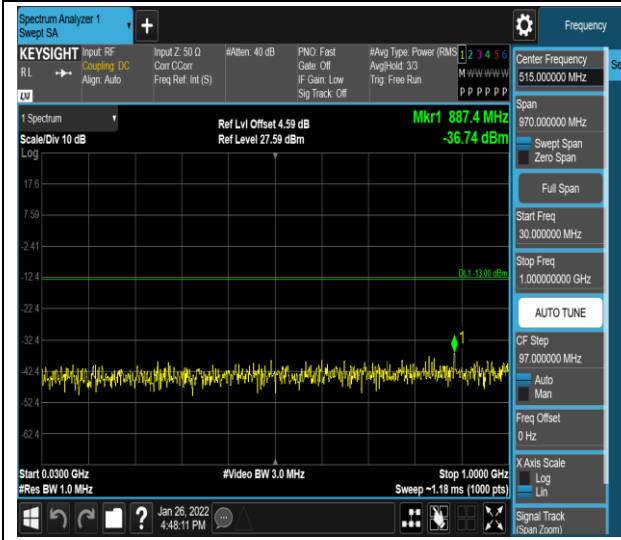 Spectrum Analyzer 1
Swept SA
+
Frequency
KEYSIGHT
RL
LXI
Input: RF
Coupling: DC
Align: Auto
Input Z: 50 Ω
Corr CCorr
Freq Ref: Int (S)
#Atten: 40 dB
PNO: Fast
Gate: Off
IF Gain: Low
Sig Track: Off
#Avg Type: Power (RMS
Avg|Hold: 3/3
Trig: Free Run
1 2 3 4 5 6
M W W W W W
P P P P P P
1 Spectrum
Scale/Div 10 dB
Log
Ref Lvl Offset 4.59 dB
Ref Level 27.59 dBm
Mkr1 887.4 MHz
-36.74 dBm
17.6
7.59
-2.41
-12.4
DL1 -13.00 dBm
-22.4
-32.4
1
-42.4
-52.4
-62.4
Start 0.0300 GHz
#Res BW 1.0 MHz
#Video BW 3.0 MHz
Stop 1.0000 GHz
Sweep ~1.18 ms (1000 pts)
Center Frequency
515.000000 MHz
Se
Span
970.000000 MHz
Swept Span
Zero Span
Full Span
Start Freq
30.000000 MHz
Stop Freq
1.000000000 GHz
AUTO TUNE
CF Step
97.000000 MHz
Auto
Man
Freq Offset
0 Hz
X Axis Scale
Log
Lin
Signal Track
(Span Zoom)
?
Jan 26, 2022
4:48:11 PM